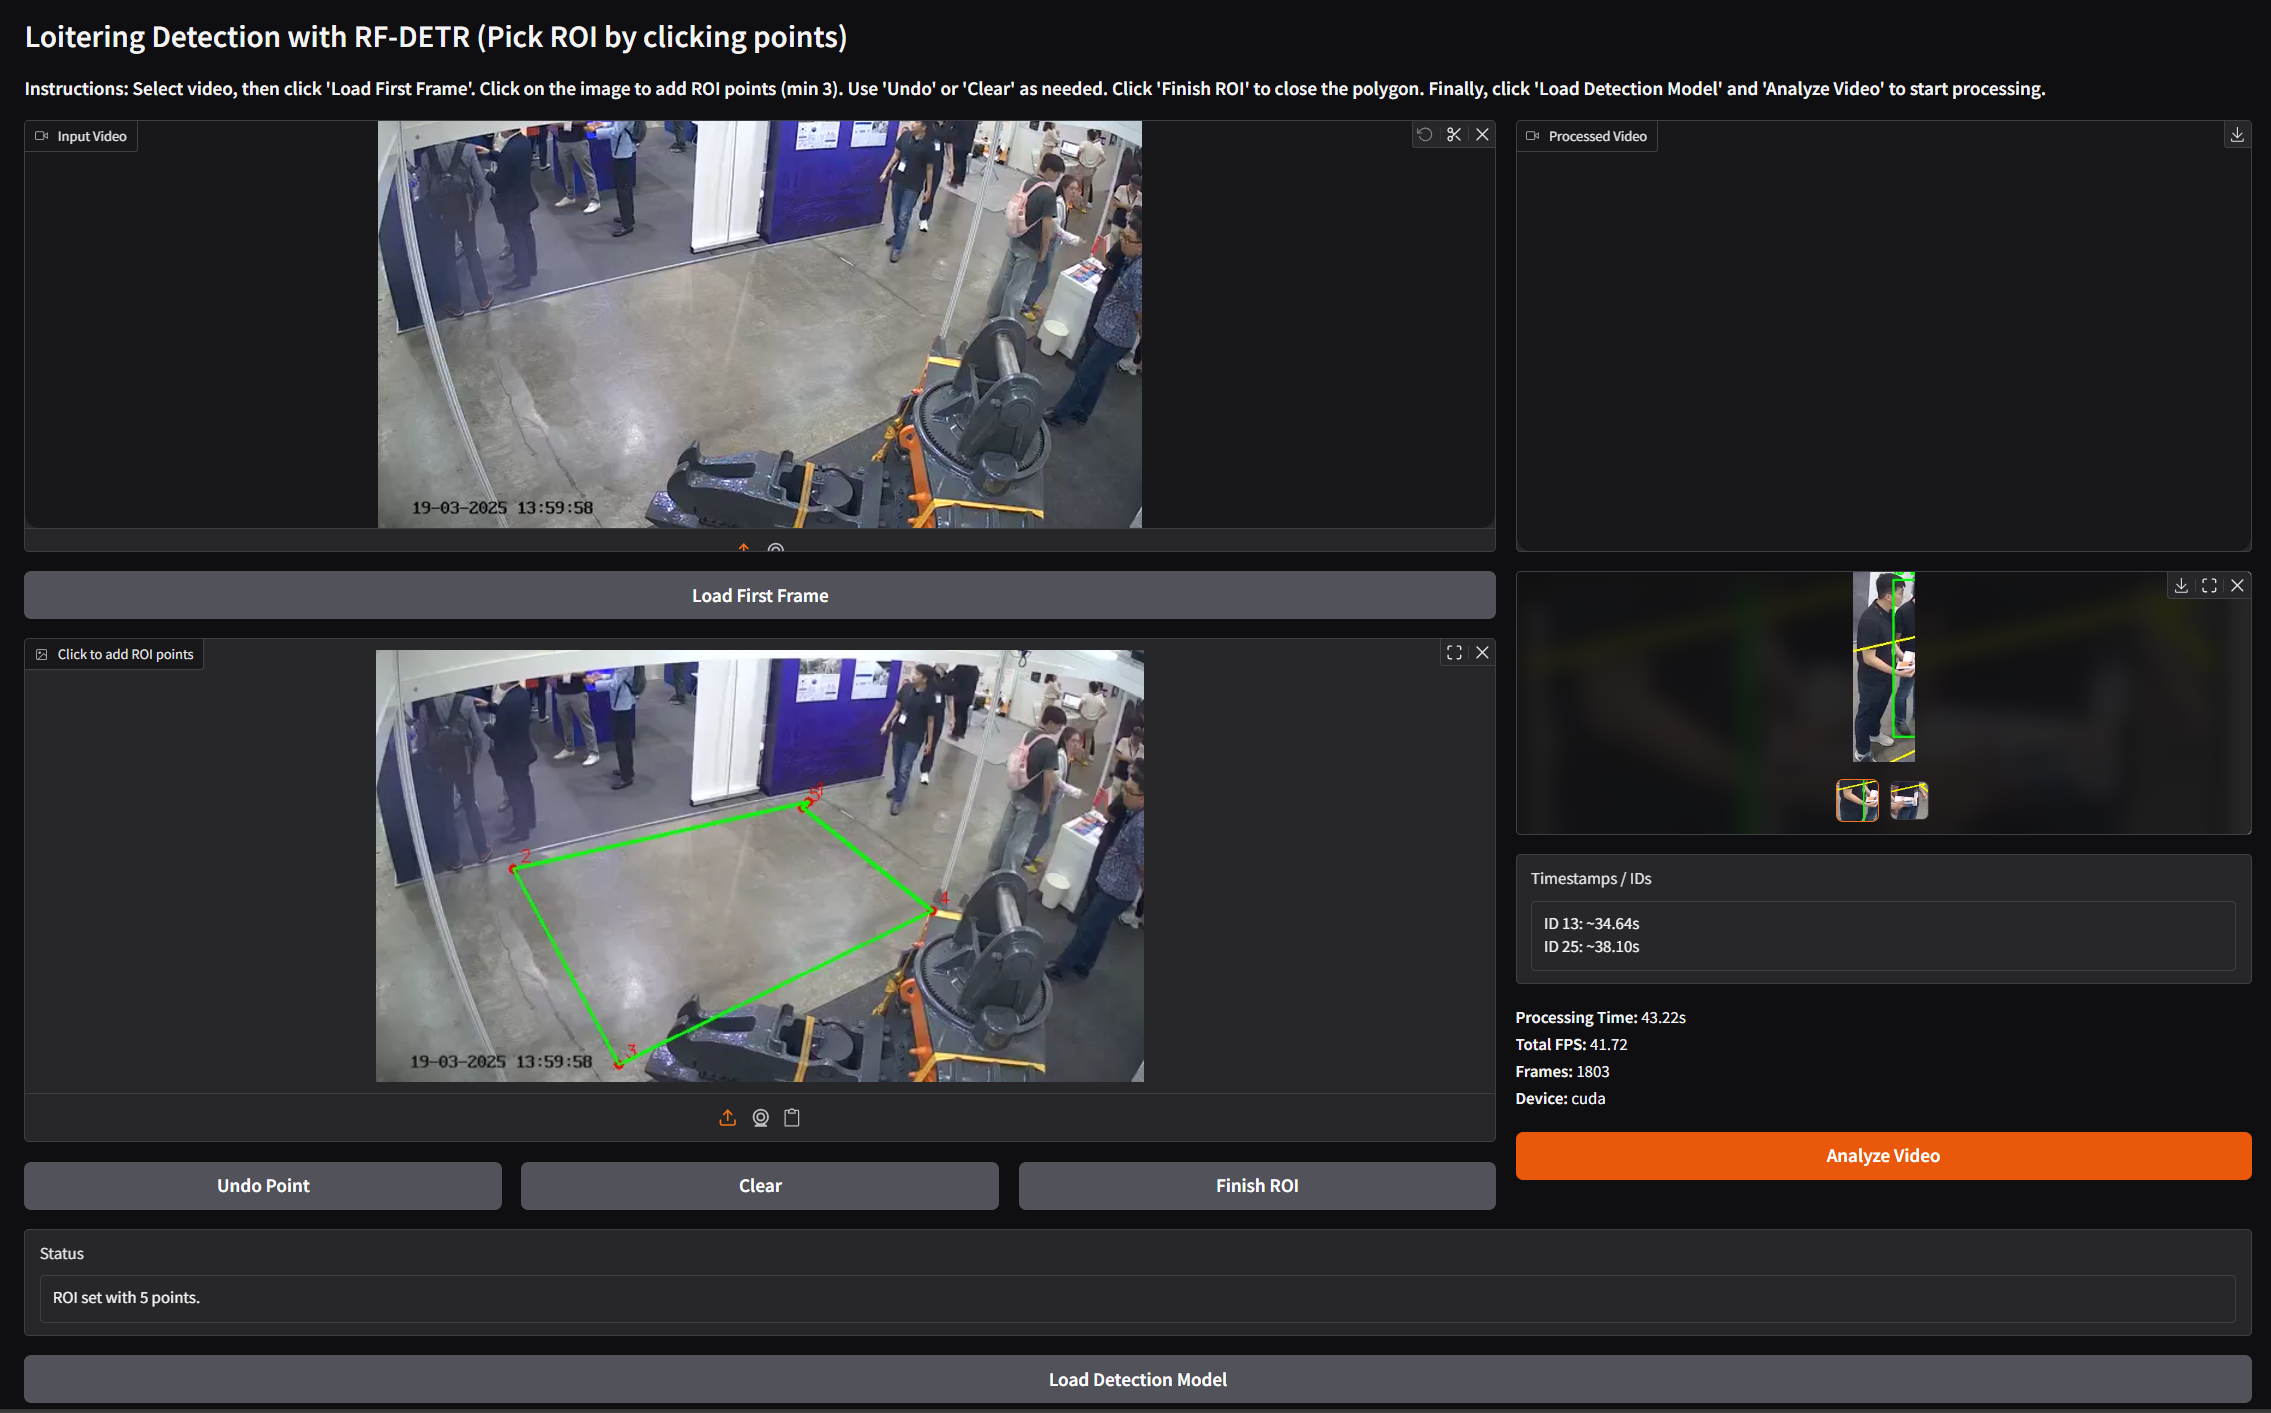 Loitering Detection with RF-DETR (Pick ROI by clicking points)
Instructions: Select video, then click 'Load First Frame'. Click on the image to add ROI points (min 3). Use 'Undo' or 'Clear' as needed. Click 'Finish ROI' to close the polygon. Finally, click 'Load Detection Model' and 'Analyze Video' to start processing.
Input Video
19-03-2025 13:59:58
Load First Frame
Click to add ROI points
2
3
4
19-03-2025 13:59:58
Undo Point
Clear
Finish ROI
Processed Video
Timestamps / IDs
ID 13: ~34.64s
ID 25: ~38.10s
Processing Time: 43.22s
Total FPS: 41.72
Frames: 1803
Device: cuda
Analyze Video
Status
ROI set with 5 points.
Load Detection Model